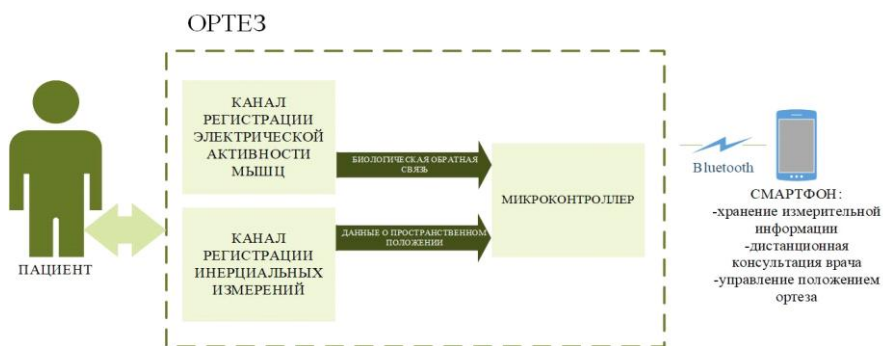 ОРТЕЗ
КАНАЛ
РЕГИСТРАЦИИ
ЭЛЕКТРИЧЕСКОЙ
АКТИВНОСТИ
МЫШЦ
БИОЛОГИЧЕСКАЯ ОБРАТНАЯ
СВЯЗЬ
КАНАЛ
РЕГИСТРАЦИИ
ИНЕРЦИАЛЬНЫХ
ИЗМЕРЕНИЙ
ДАННЫЕ О ПРОСТРАНСТВЕННОМ
ПОЛОЖЕНИИ
МИКРОКОНТРОЛЛЕР
ПАЦИЕНТ
Bluetooth
СМАРТФОН:
-хранение измерительной
информации
-дистанционная
консультация врача
-управление положением
ортеза